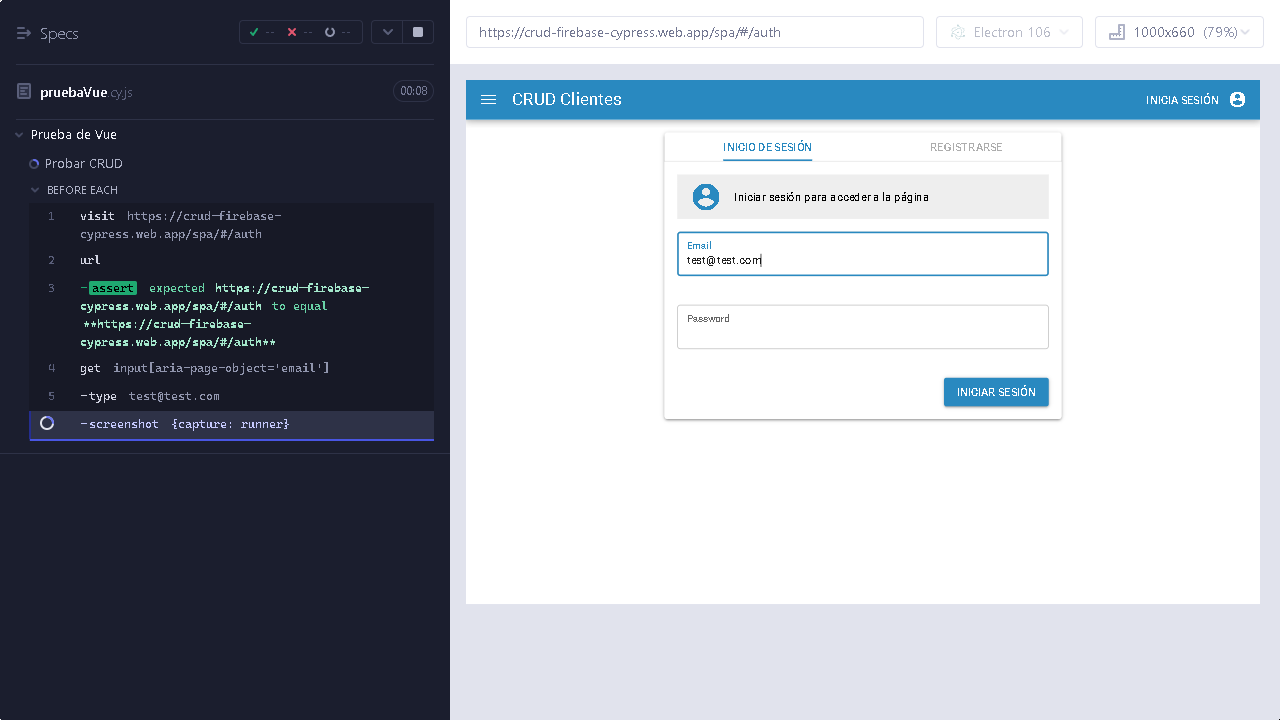 Specs
-- -- --
pruebaVue.cy.js
00:08
Prueba de Vue
Probar CRUD
BEFORE EACH
1 visit https://crud-firebase-
cypress.web.app/spa/#/auth
2 url
3 -assert expected https://crud-firebase-
cypress.web.app/spa/#/auth to equal
**https://crud-firebase-
cypress.web.app/spa/#/auth**
4 get input[aria-page-object='email']
5 -type test@test.com
-screenshot {capture: runner}
https://crud-firebase-cypress.web.app/spa/#/auth
Electron 106
1000x660 (79%)
CRUD Clientes
INICIA SESIÓN
INICIO DE SESIÓN
REGISTRARSE
Iniciar sesión para acceder a la página
Email
test@test.com
Password
INICIAR SESIÓN